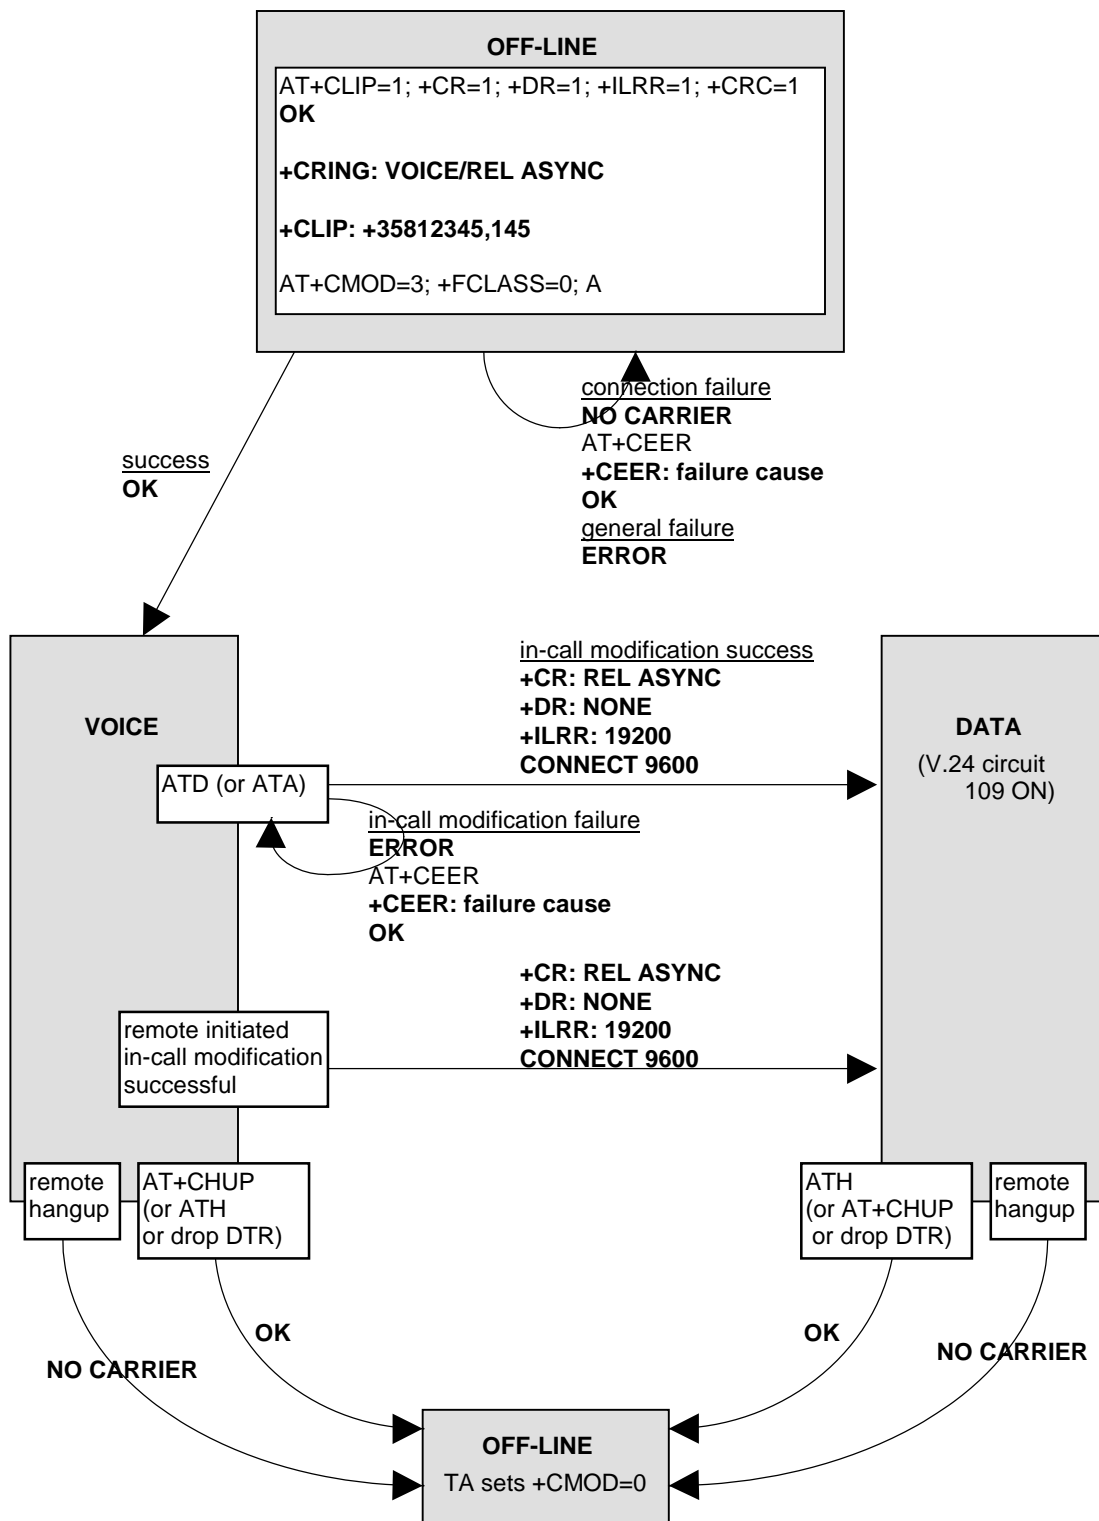 OFF-LINE
AT+CLIP=1; +CR=1; +DR=1; +ILRR=1; +CRC=1
OK
+CRING: VOICE/REL ASYNC
+CLIP: +35812345,145
AT+CMOD=3; +FCLASS=0; A
connection failure
NO CARRIER
AT+CEER
+CEER: failure cause
OK
general failure
ERROR
success
OK
VOICE
ATD (or ATA)
in-call modification success
+CR: REL ASYNC
+DR: NONE
+ILRR: 19200
CONNECT 9600
DATA
(V.24 circuit
109 ON)
in-call modification failure
ERROR
AT+CEER
+CEER: failure cause
OK
remote initiated
in-call modification
successful
+CR: REL ASYNC
+DR: NONE
+ILRR: 19200
CONNECT 9600
remote
hangup
AT+CHUP
(or ATH
or drop DTR)
ATH
(or AT+CHUP
or drop DTR)
remote
hangup
OK
NO CARRIER
OK
NO CARRIER
OFF-LINE
TA sets +CMOD=0